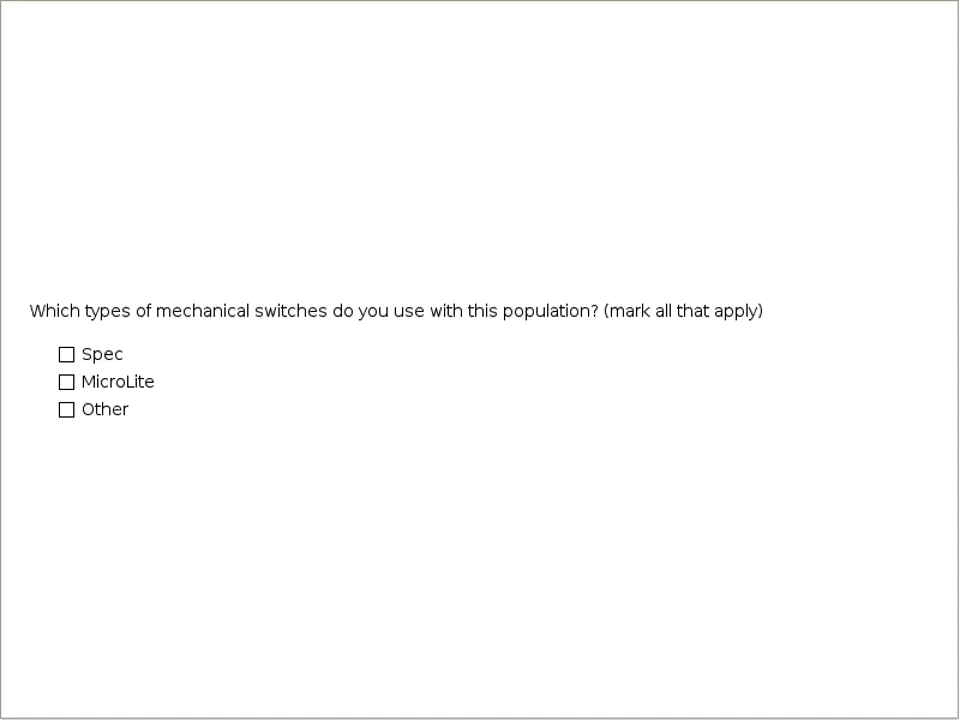 Which types of mechanical switches do you use with this population? (mark all that apply)
Spec
MicroLite
Other